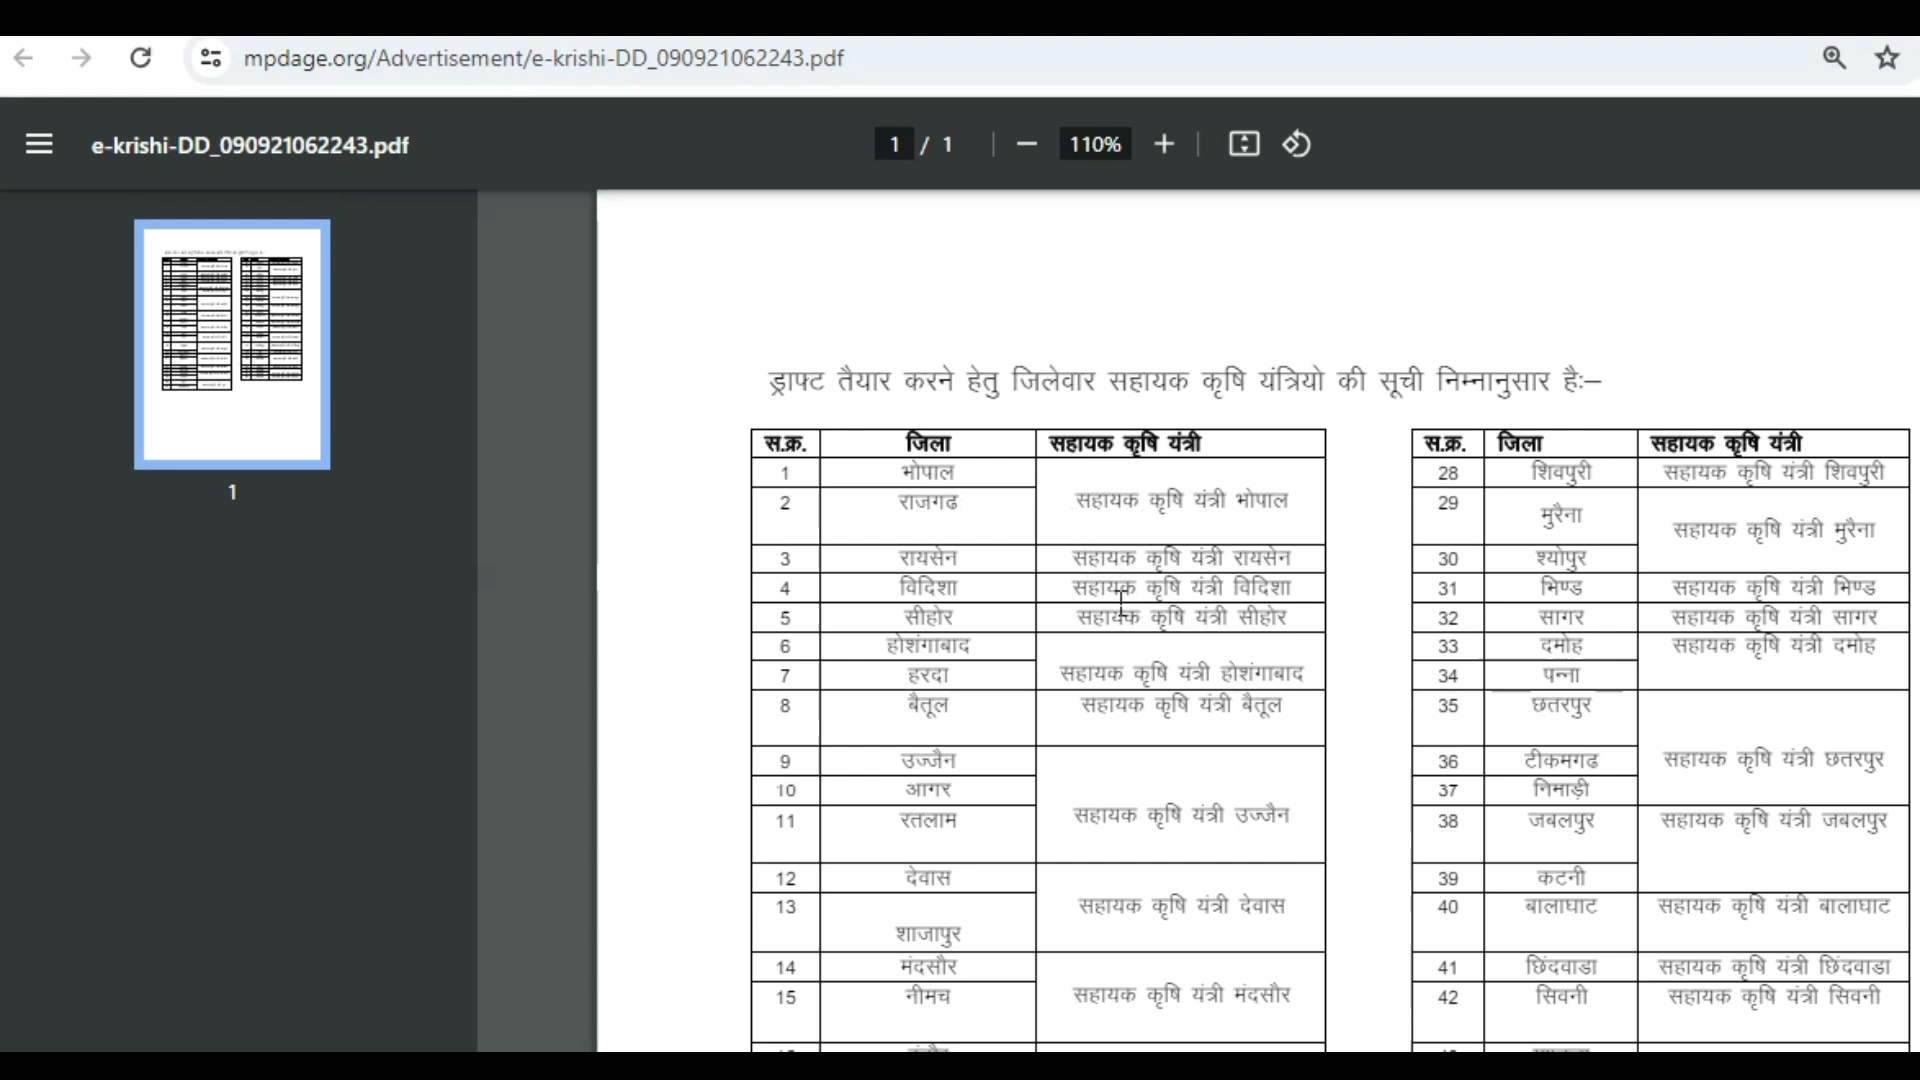 mpdage.org/Advertisement/e-krishi-DD_090921062243.pdf
e-krishi-DD_090921062243.pdf
1 / 1
110%
1
ड्राफ्ट तैयार करने हेतु जिलेवार सहायक कृषि यंत्रियो की सूची निम्नानुसार है:–
स.क्र. जिला सहायक कृषि यंत्री
1 भोपाल सहायक कृषि यंत्री भोपाल
2 राजगढ
3 रायसेन सहायक कृषि यंत्री रायसेन
4 विदिशा सहायक कृषि यंत्री विदिशा
5 सीहोर सहायक कृषि यंत्री सीहोर
6 होशंगाबाद सहायक कृषि यंत्री होशंगाबाद
7 हरदा
8 बैतूल सहायक कृषि यंत्री बैतूल
9 उज्जैन सहायक कृषि यंत्री उज्जैन
10 आगर
11 रतलाम
12 देवास सहायक कृषि यंत्री देवास
13 शाजापुर
14 मंदसौर सहायक कृषि यंत्री मंदसौर
15 नीमच
स.क्र. जिला सहायक कृषि यंत्री
28 शिवपुरी सहायक कृषि यंत्री शिवपुरी
29 मुरैना सहायक कृषि यंत्री मुरैना
30 श्योपुर
31 भिण्ड सहायक कृषि यंत्री भिण्ड
32 सागर सहायक कृषि यंत्री सागर
33 दमोह सहायक कृषि यंत्री दमोह
34 पन्ना
35 छतरपुर सहायक कृषि यंत्री छतरपुर
36 टीकमगढ
37 निमाड़ी
38 जबलपुर सहायक कृषि यंत्री जबलपुर
39 कटनी
40 बालाघाट सहायक कृषि यंत्री बालाघाट
41 छिंदवाडा सहायक कृषि यंत्री छिंदवाडा
42 सिवनी सहायक कृषि यंत्री सिवनी